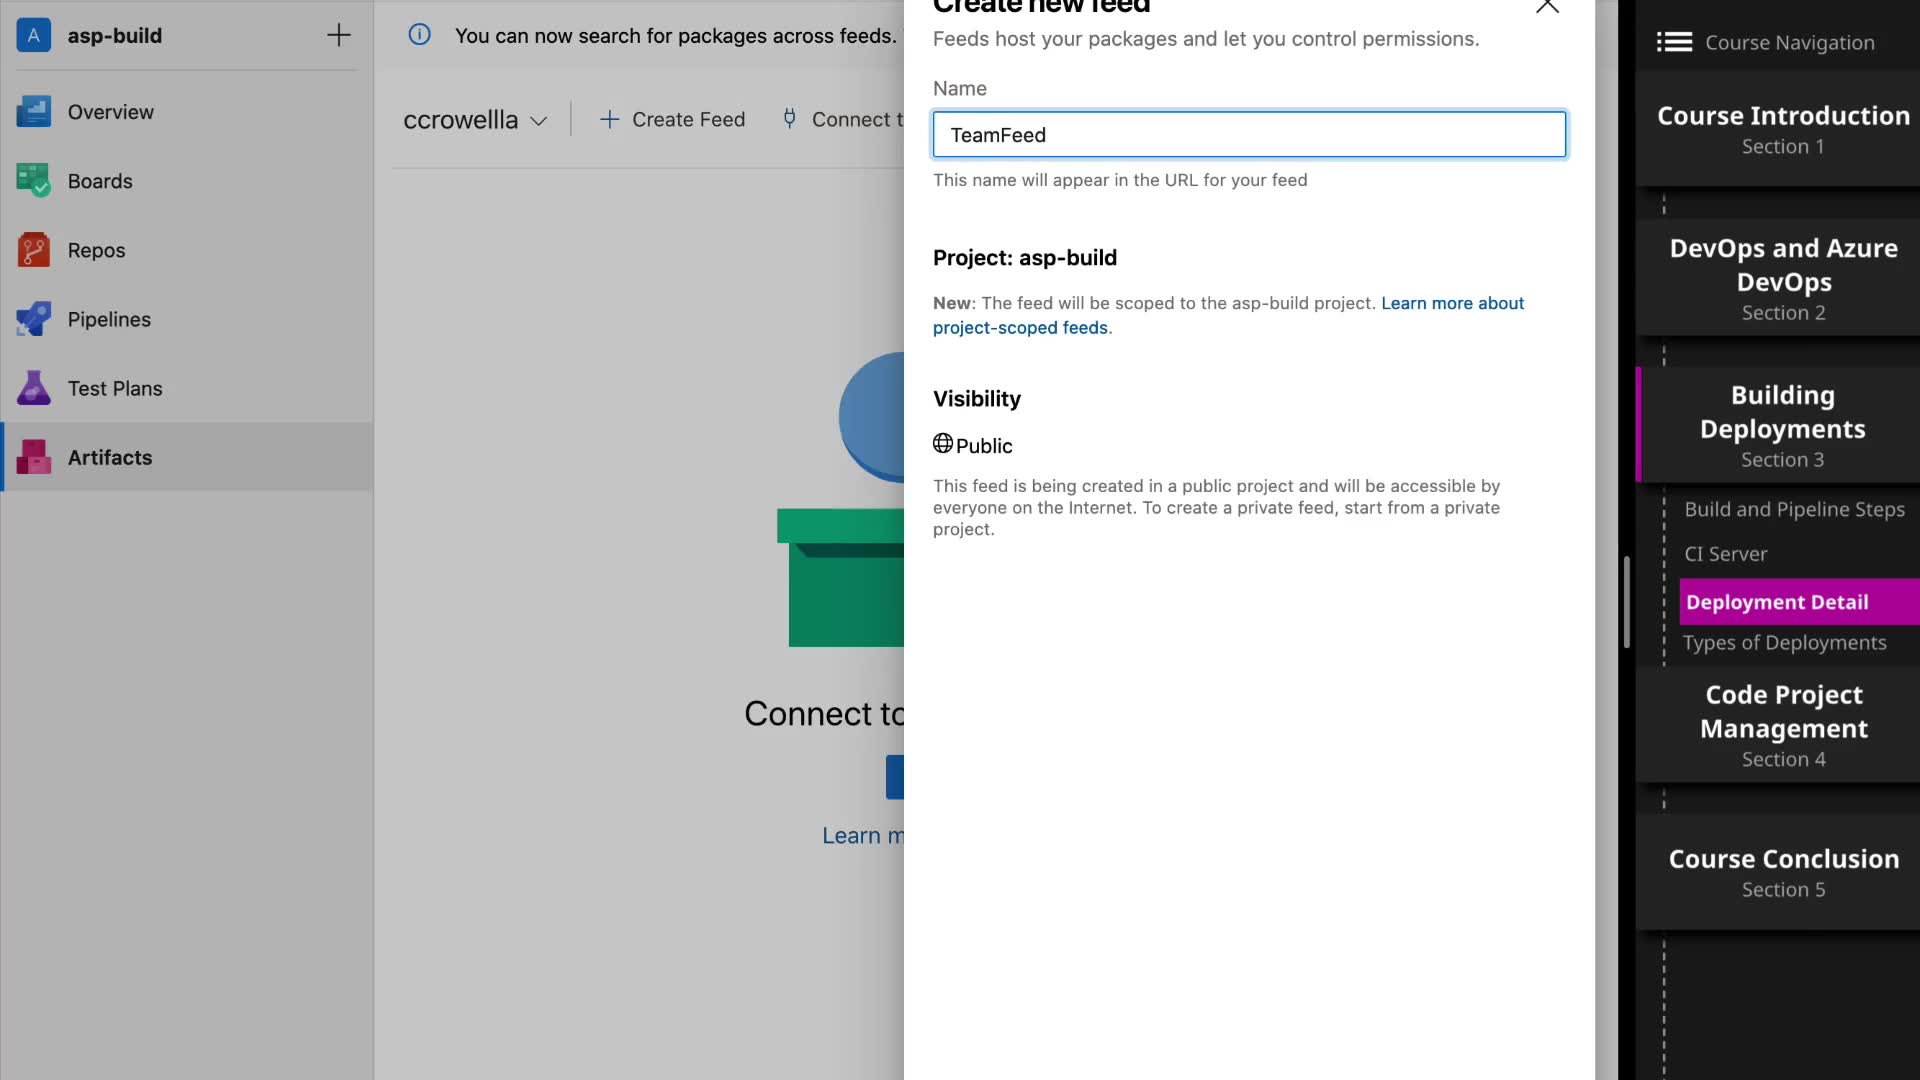 A asp-build
Overview
Boards
Repos
Pipelines
Test Plans
Artifacts
You can now search for packages across feeds.
ccrowellla
Create Feed
Connect t
Connect to
Learn m
Create new feed
Feeds host your packages and let you control permissions.
Name
TeamFeed
This name will appear in the URL for your feed
Project: asp-build
New: The feed will be scoped to the asp-build project. Learn more about
project-scoped feeds.
Visibility
Public
This feed is being created in a public project and will be accessible by
everyone on the Internet. To create a private feed, start from a private
project.
Course Navigation
Course Introduction
Section 1
DevOps and Azure
DevOps
Section 2
Building
Deployments
Section 3
Build and Pipeline Steps
CI Server
Deployment Detail
Types of Deployments
Code Project
Management
Section 4
Course Conclusion
Section 5